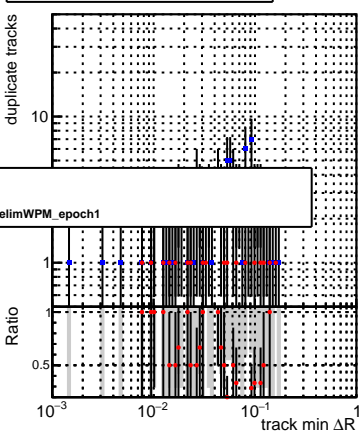 duplicate tracks
10
elimWPM_epoch1
1
Ratio
1
0.5
10⁻³ 10⁻² 10⁻¹ 1
track min ΔR